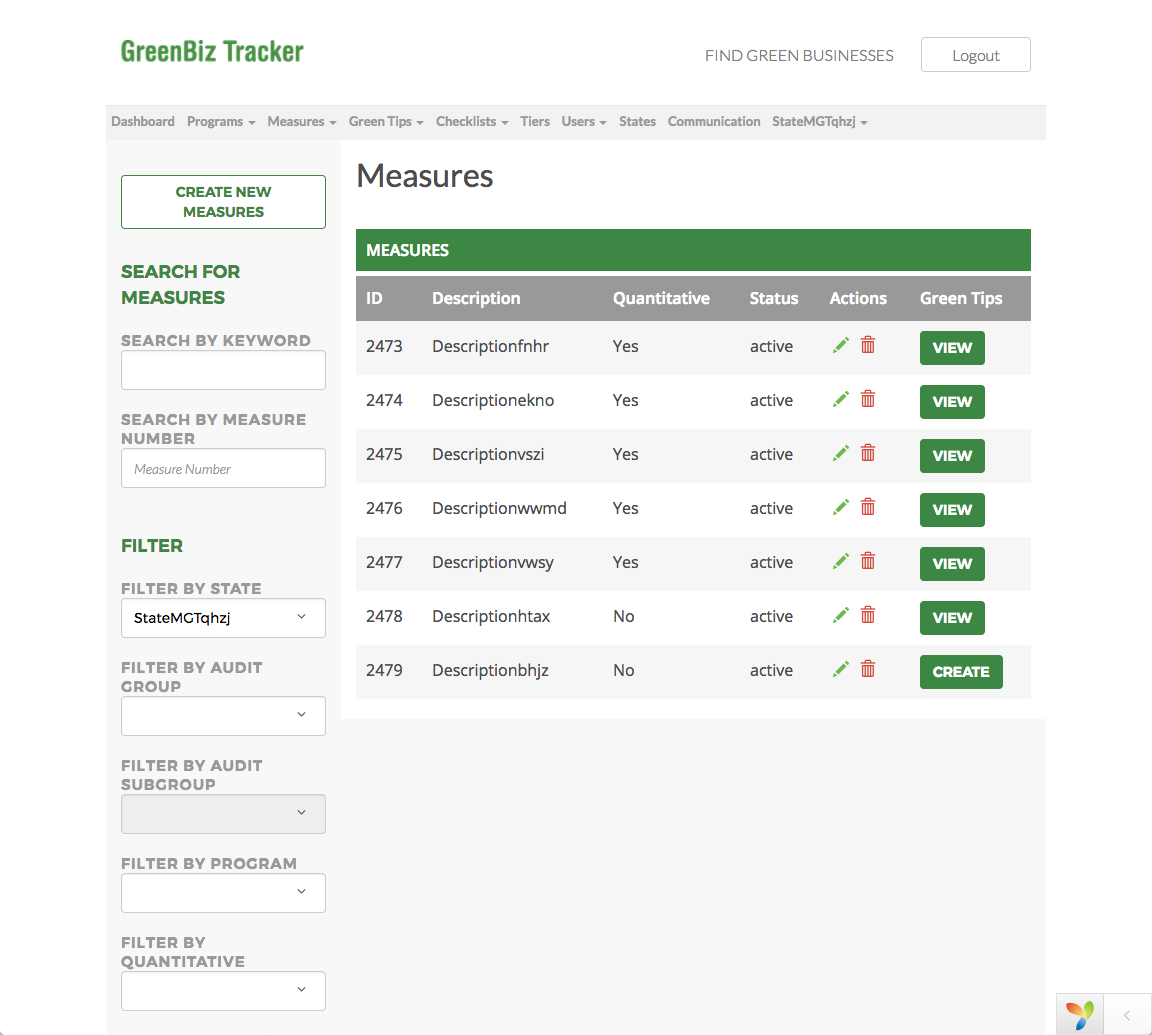 GreenBiz Tracker
FIND GREEN BUSINESSES
Logout
Dashboard Programs Measures Green Tips Checklists Tiers Users States Communication StateMGTqhzj
CREATE NEW
MEASURES
SEARCH FOR
MEASURES
SEARCH BY KEYWORD
SEARCH BY MEASURE
NUMBER
Measure Number
FILTER
FILTER BY STATE
StateMGTqhzj
FILTER BY AUDIT
GROUP
FILTER BY AUDIT
SUBGROUP
FILTER BY PROGRAM
FILTER BY
QUANTITATIVE
Measures
MEASURES
ID Description Quantitative Status Actions Green Tips
2473 Descriptionfnhr Yes active VIEW
2474 Descriptionekno Yes active VIEW
2475 Descriptionvszi Yes active VIEW
2476 Descriptionwwmd Yes active VIEW
2477 Descriptionvwsy Yes active VIEW
2478 Descriptionhtax No active VIEW
2479 Descriptionbhjz No active CREATE